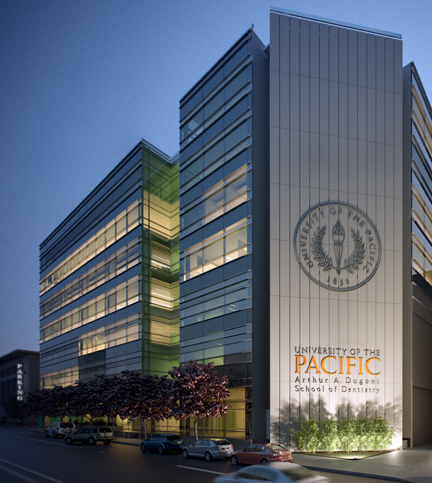 UNIVERSITY OF THE PACIFIC
1851
UNIVERSITY OF THE
PACIFIC
Arthur A. Dugoni
School of Dentistry
PARKING